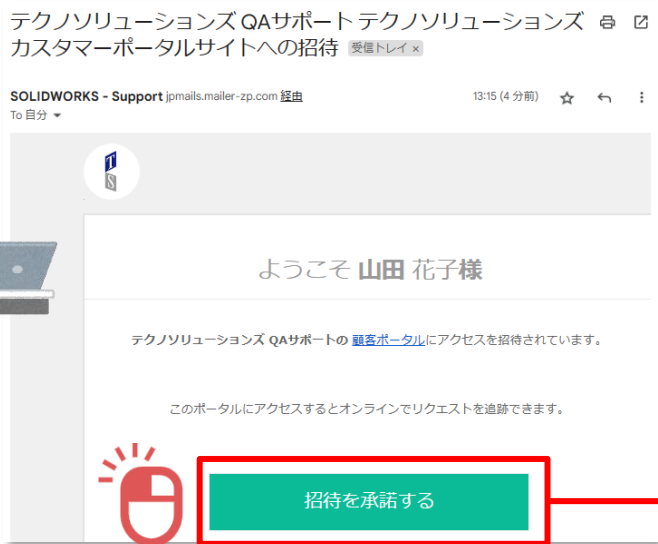 テクノソリューションズ QAサポート テクノソリューションズ
カスタマーポータルサイトへの招待 受信トレイ ×
SOLIDWORKS - Support jpmails.mailer-zp.com 経由 13:15 (4 分前)
To 自分
T
S
ようこそ 山田 花子様
テクノソリューションズ QAサポートの 顧客ポータルにアクセスを招待されています。
このポータルにアクセスするとオンラインでリクエストを追跡できます。
招待を承諾する